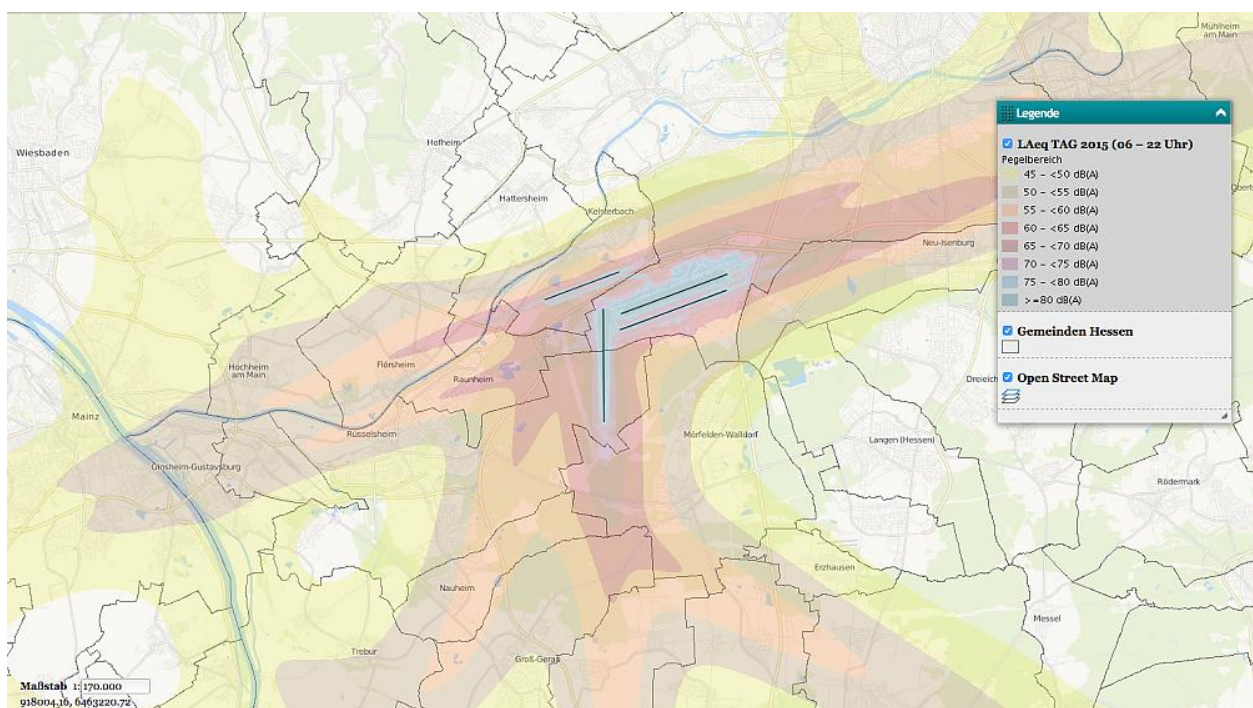 Mühlheim
am Main
Legende
Wiesbaden
Hofheim
LAeq TAG 2015 (06 – 22 Uhr)
Pegelbereich
45 – <50 dB(A)
50 – <55 dB(A)
55 – <60 dB(A)
60 – <65 dB(A)
65 – <70 dB(A)
70 – <75 dB(A)
75 – <80 dB(A)
>=80 dB(A)
Hattersheim
Kelsterbach
Neu-Isenburg
Gemeinden Hessen
Hochheim
am Main
Flörsheim
Raunheim
Dreieich
Open Street Map
Mainz
Rüsselsheim
Mörfelden-Walldorf
Langen (Hessen)
Ginsheim-Gustavsburg
Rödermark
Erzhausen
Nauheim
Messel
Trebur
Groß-Gerau
Maßstab 1: 170.000
918004.16, 6463220.72